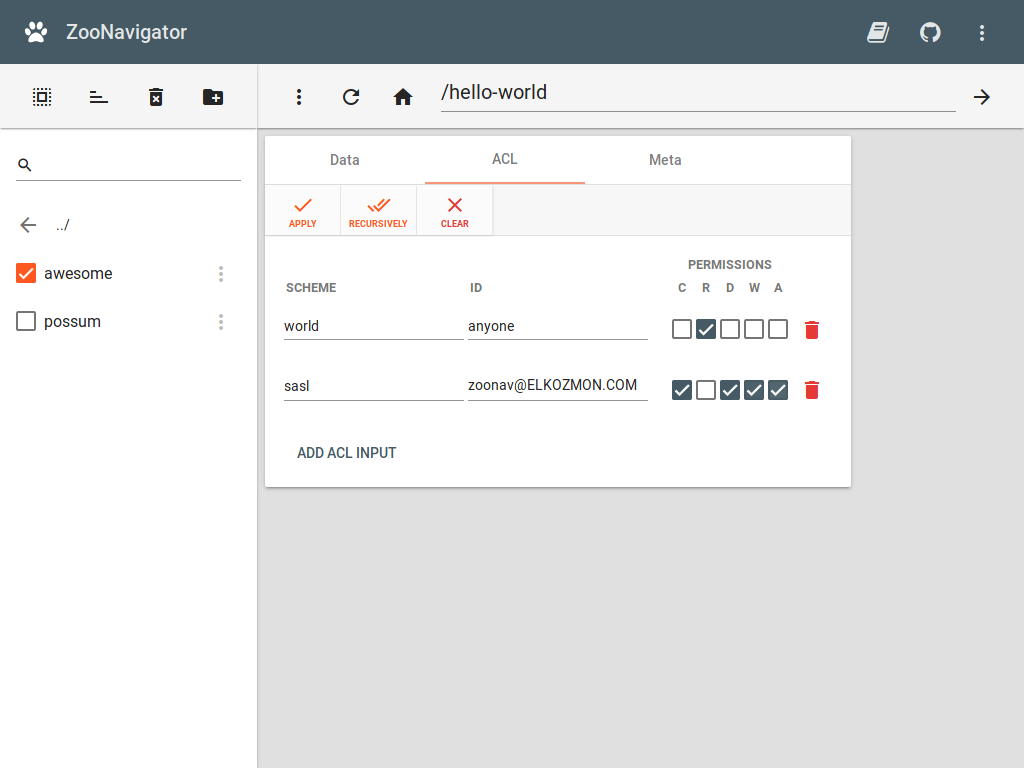 ZooNavigator
/hello-world
../
awesome
possum
Data ACL Meta
APPLY RECURSIVELY CLEAR
PERMISSIONS
SCHEME ID C R D W A
world anyone
sasl zoonav@ELKOZMON.COM
ADD ACL INPUT